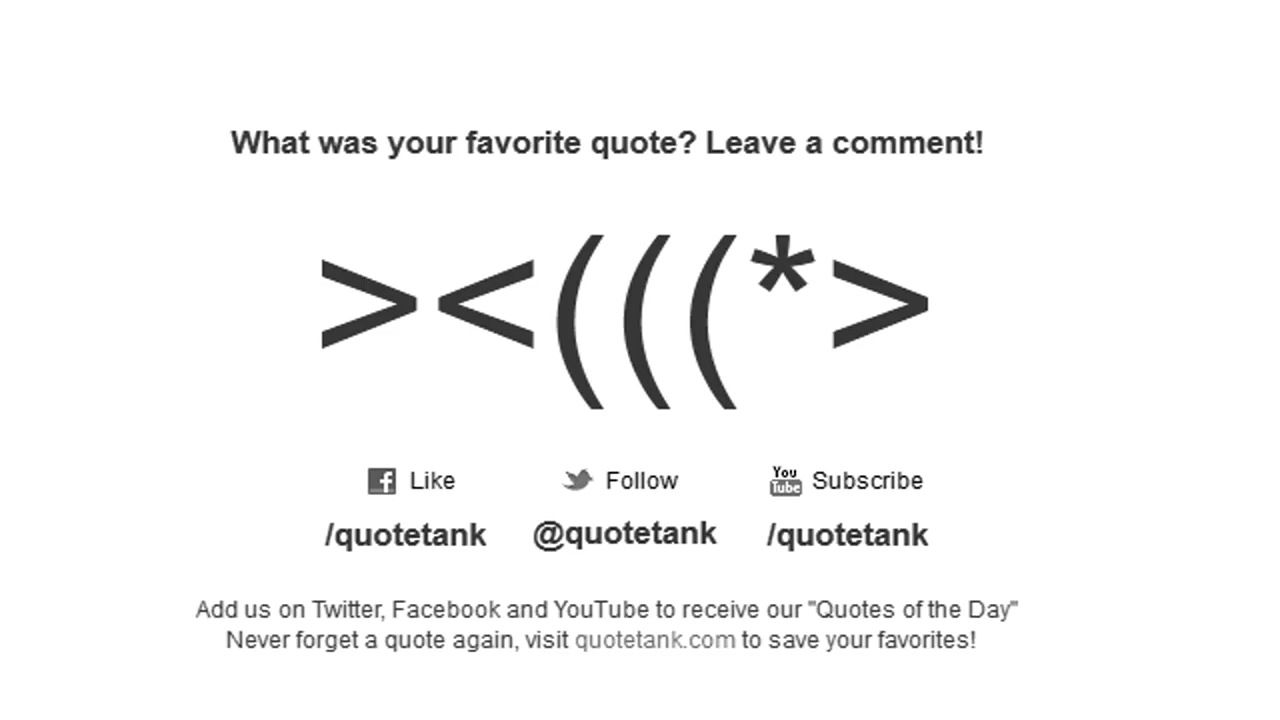 What was your favorite quote? Leave a comment!
><(((*>
f Like Follow You Tube Subscribe
/quotetank @quotetank /quotetank
Add us on Twitter, Facebook and YouTube to receive our "Quotes of the Day"
Never forget a quote again, visit quotetank.com to save your favorites!